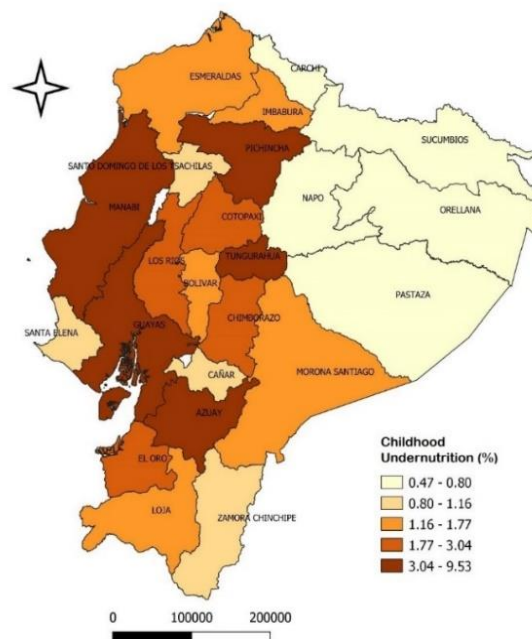 CARCHI
ESMERALDAS
IMBABURA
SUCUMBIOS
PICHINCHA
SANTO DOMINGO DE LOS TSACHILAS
NAPO
ORELLANA
MANABI
COTOPAXI
TUNGURAHUA
LOS RIOS
BOLIVAR
PASTAZA
CHIMBORAZO
GUAYAS
SANTA ELENA
CAÑAR
MORONA SANTIAGO
AZUAY
EL ORO
LOJA
ZAMORA CHINCHIPE
Childhood
Undernutrition (%)
0.47 - 0.80
0.80 - 1.16
1.16 - 1.77
1.77 - 3.04
3.04 - 9.53
0 100000 200000